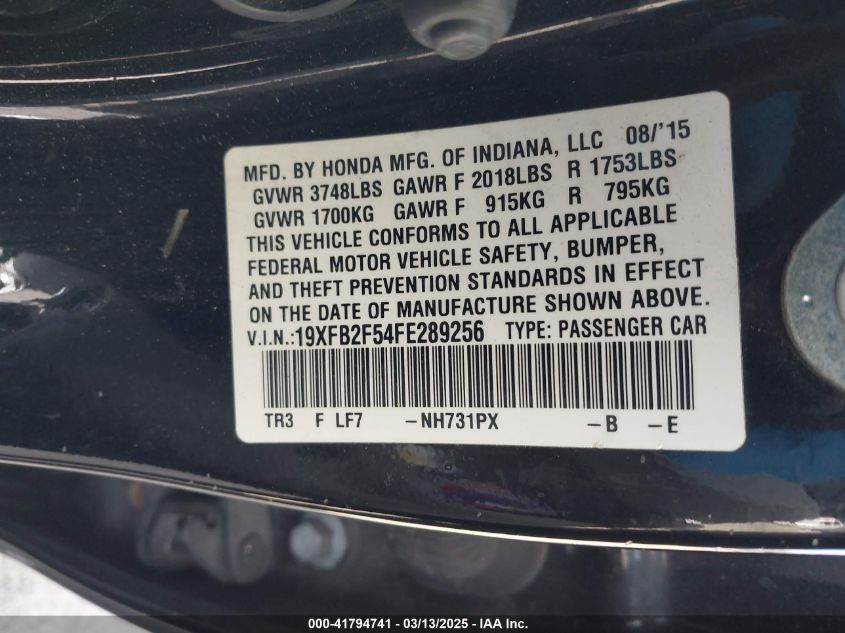 MFD. BY HONDA MFG. OF INDIANA, LLC 08/'15
GVWR 3748LBS GAWR F 2018LBS R 1753LBS
GVWR 1700KG GAWR F 915KG R 795KG
THIS VEHICLE CONFORMS TO ALL APPLICABLE
FEDERAL MOTOR VEHICLE SAFETY, BUMPER,
AND THEFT PREVENTION STANDARDS IN EFFECT
ON THE DATE OF MANUFACTURE SHOWN ABOVE.
V.I.N.:19XFB2F54FE289256 TYPE: PASSENGER CAR
TR3 F LF7 -NH731PX -B -E
000-41794741 / 03/13/2025 - IAA Inc.